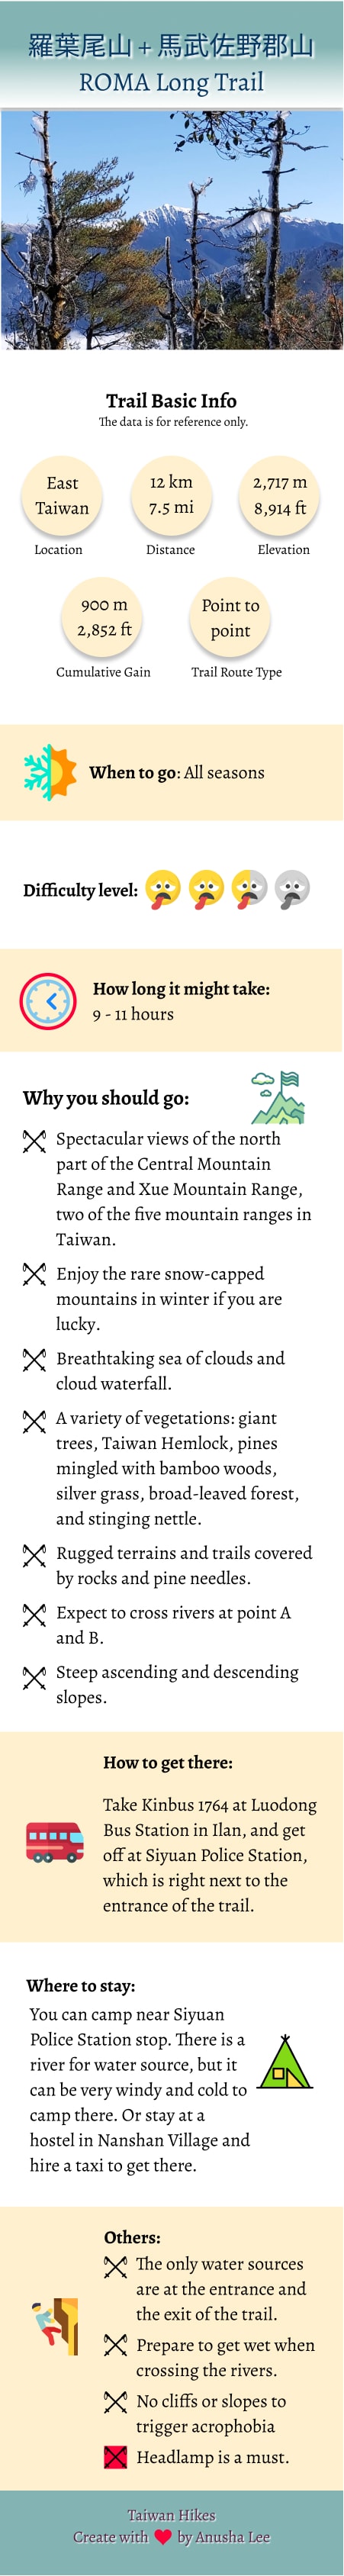 羅葉尾山 + 馬武佐野郡山
ROMA Long Trail
Trail Basic Info
The data is for reference only.
East
Taiwan
Location
12 km
7.5 mi
Distance
2,717 m
8,914 ft
Elevation
900 m
2,852 ft
Cumulative Gain
Point to
point
Trail Route Type
When to go: All seasons
Difficulty level:
How long it might take:
9 - 11 hours
Why you should go:
Spectacular views of the north
part of the Central Mountain
Range and Xue Mountain Range,
two of the five mountain ranges in
Taiwan.
Enjoy the rare snow-capped
mountains in winter if you are
lucky.
Breathtaking sea of clouds and
cloud waterfall.
A variety of vegetations: giant
trees, Taiwan Hemlock, pines
mingled with bamboo woods,
silver grass, broad-leaved forest,
and stinging nettle.
Rugged terrains and trails covered
by rocks and pine needles.
Expect to cross rivers at point A
and B.
Steep ascending and descending
slopes.
How to get there:
Take Kinbus 1764 at Luodong
Bus Station in Ilan, and get
off at Siyuan Police Station,
which is right next to the
entrance of the trail.
Where to stay:
You can camp near Siyuan
Police Station stop. There is a
river for water source, but it
can be very windy and cold to
camp there. Or stay at a
hostel in Nanshan Village and
hire a taxi to get there.
Others:
The only water sources
are at the entrance and
the exit of the trail.
Prepare to get wet when
crossing the rivers.
No cliffs or slopes to
trigger acrophobia
Headlamp is a must.
Taiwan Hikes
Create with ❤ by Anusha Lee